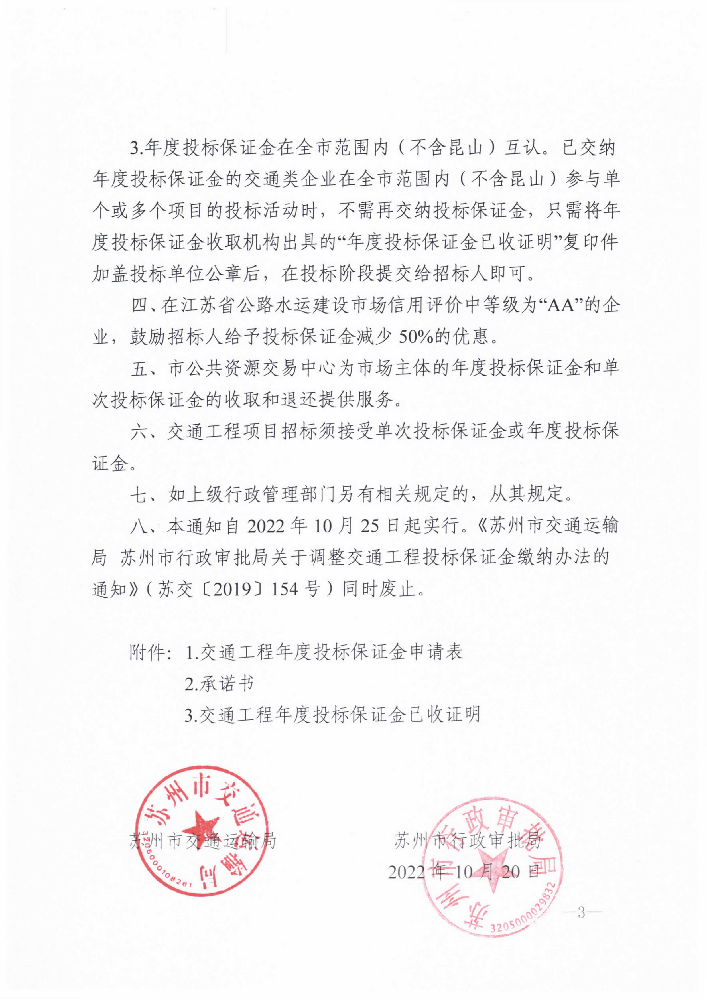 3.年度投标保证金在全市范围内（不含昆山）互认。已交纳
年度投标保证金的交通类企业在全市范围内（不含昆山）参与单
个或多个项目的投标活动时，不需再交纳投标保证金，只需将年
度投标保证金收取机构出具的“年度投标保证金已收证明”复印件
加盖投标单位公章后，在投标阶段提交给招标人即可。
四、在江苏省公路水运建设市场信用评价中等级为“AA”的企
业，鼓励招标人给予投标保证金减少 50%的优惠。
五、市公共资源交易中心为市场主体的年度投标保证金和单
次投标保证金的收取和退还提供服务。
六、交通工程项目招标须接受单次投标保证金或年度投标保
证金。
七、如上级行政管理部门另有相关规定的，从其规定。
八、本通知自 2022 年 10 月 25 日起实行。《苏州市交通运输
局 苏州市行政审批局关于调整交通工程投标保证金缴纳办法的
通知》（苏交〔2019〕154 号）同时废止。
附件：1.交通工程年度投标保证金申请表
2.承诺书
3.交通工程年度投标保证金已收证明
苏州市交通运输局
苏州市交通运输局
苏州市行政审批局
苏州市行政审批局
3205000029832
2022 年 10 月 20 日
—3—